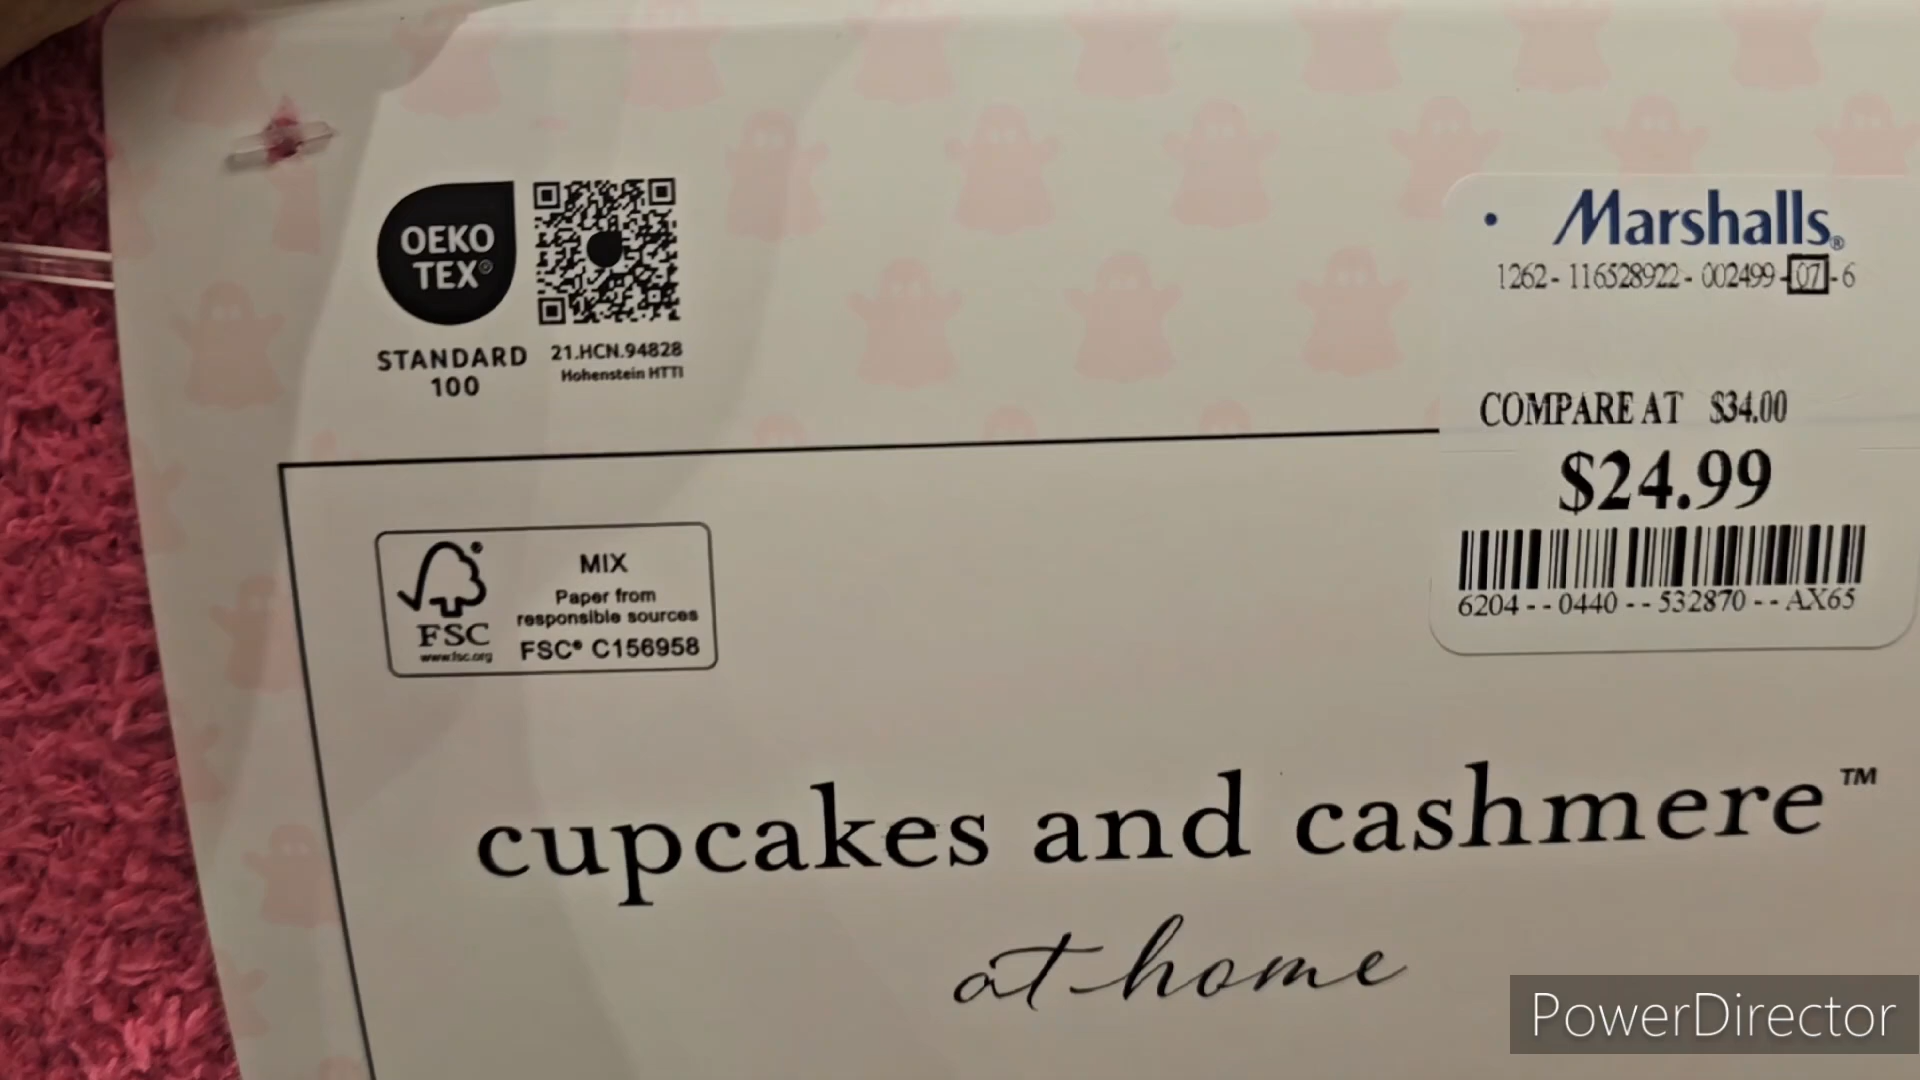 OEKO
TEX®
STANDARD
100
21.HCN.94828
Hohenstein HTTI
Marshalls®
1262- 116528922- 002499 -07- 6
COMPARE AT $34.00
$24.99
6204 - - 0440 - - 532870 - - AX65
MIX
Paper from
responsible sources
FSC® C156958
FSC
www.fsc.org
cupcakes and cashmere™
at home
PowerDirector